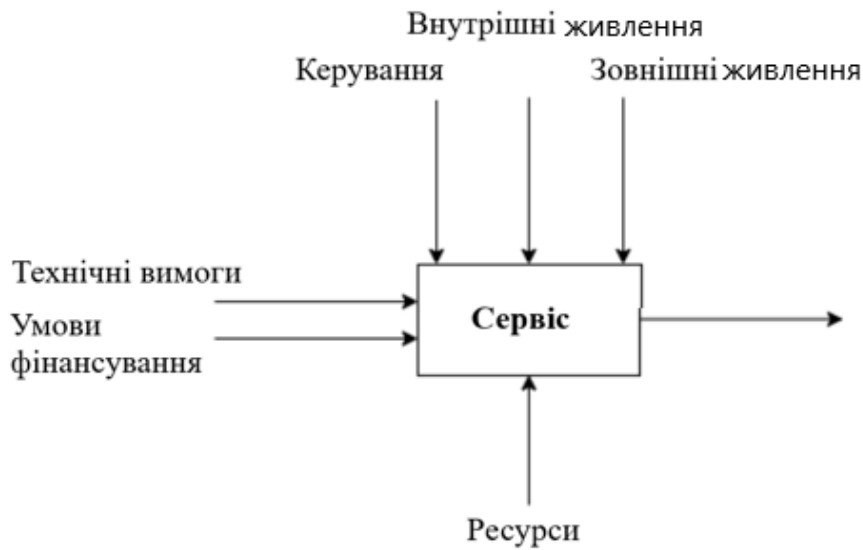 Внутрішні живлення
Керування
Зовнішні живлення
Технічні вимоги
Умови
фінансування
Сервіс
Ресурси